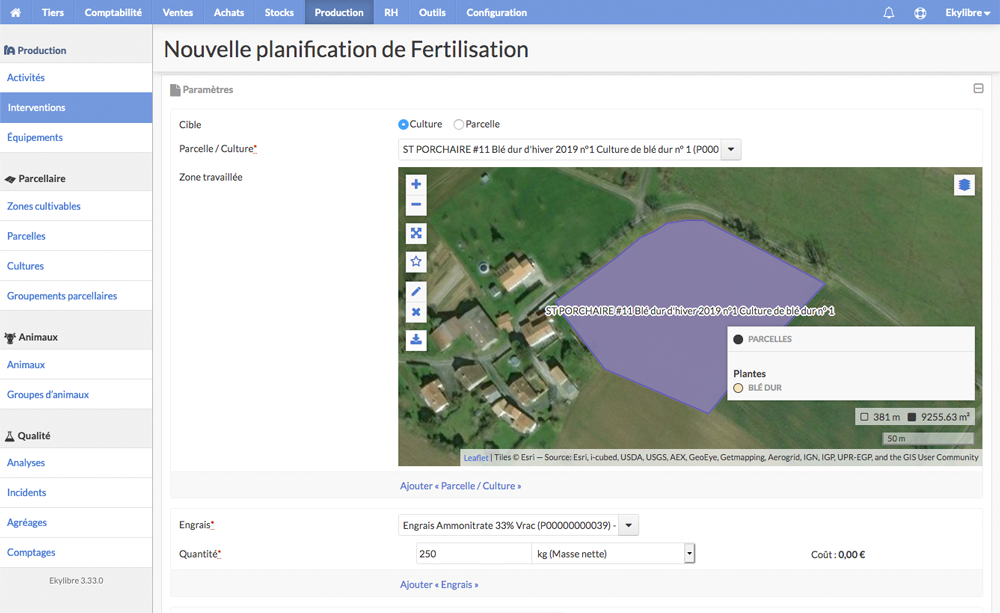 Tiers Comptabilité Ventes Achats Stocks Production RH Outils Configuration Ekylibre
Production
Activités
Interventions
Équipements
Parcellaire
Zones cultivables
Parcelles
Cultures
Groupements parcellaires
Animaux
Animaux
Groupes d'animaux
Qualité
Analyses
Incidents
Agréages
Comptages
Ekylibre 3.33.0
Nouvelle planification de Fertilisation
Paramètres
Cible Culture Parcelle
Parcelle / Culture* ST PORCHAIRE #11 Blé dur d'hiver 2019 n°1 Culture de blé dur n° 1 (P000
Zone travaillée
ST PORCHAIRE #11 Blé dur d'hiver 2019 n°1 Culture de blé dur n° 1
PARCELLES
Plantes
BLÉ DUR
381 m 9255.63 m²
50 m
Leaflet | Tiles © Esri — Source: Esri, i-cubed, USDA, USGS, AEX, GeoEye, Getmapping, Aerogrid, IGN, IGP, UPR-EGP, and the GIS User Community
Ajouter « Parcelle / Culture »
Engrais* Engrais Ammonitrate 33% Vrac (P00000000039) -
Quantité* 250 kg (Masse nette) Coût : 0,00 €
Ajouter « Engrais »